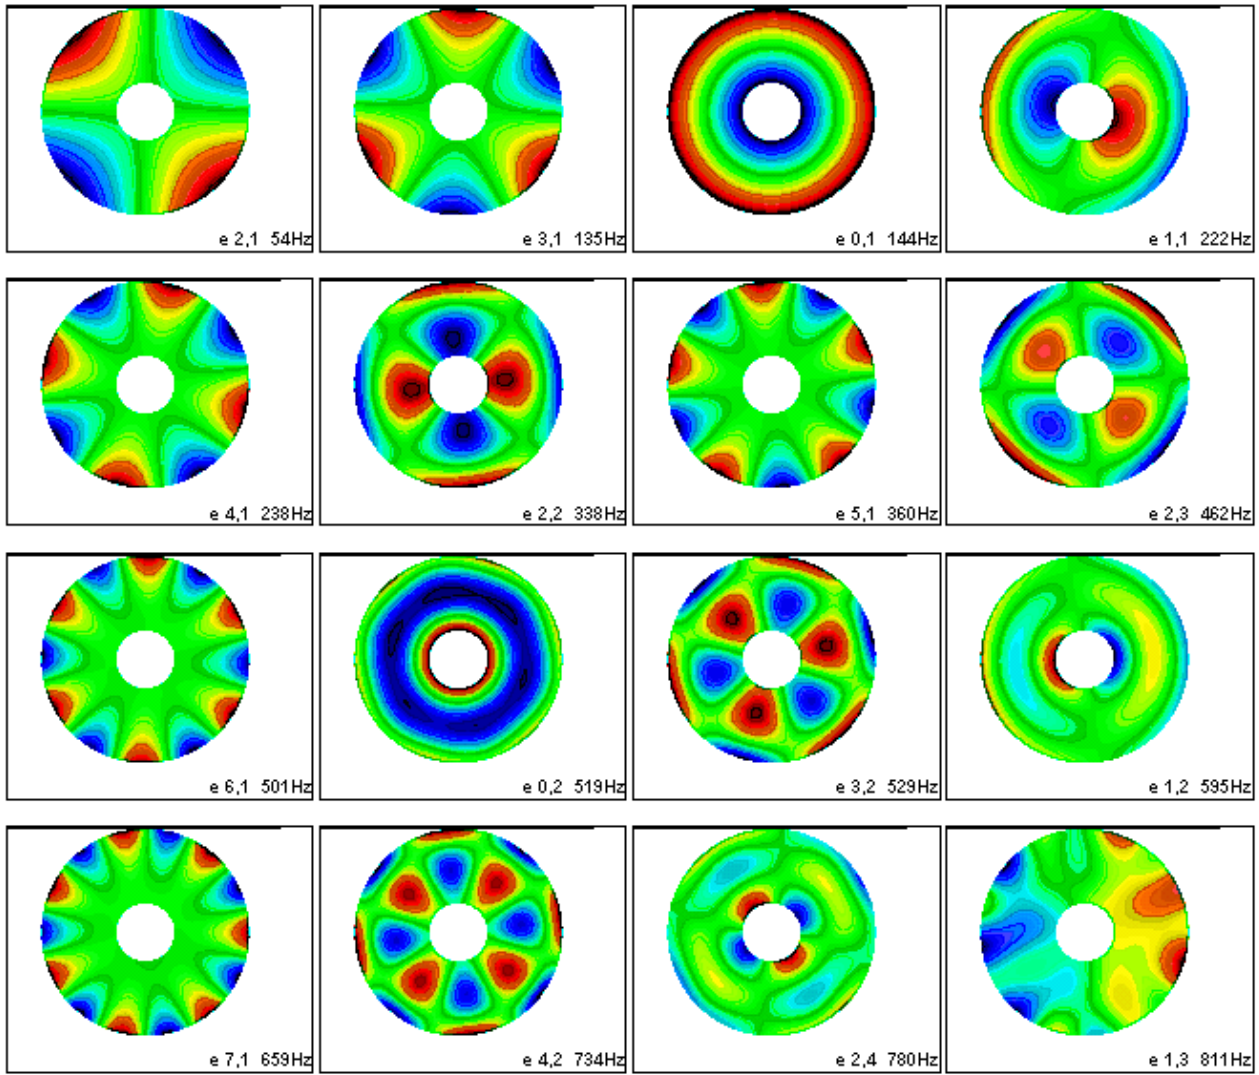 e 2,1 54Hz
e 3,1 135Hz
e 0,1 144Hz
e 1,1 222Hz
e 4,1 238Hz
e 2,2 338Hz
e 5,1 360Hz
e 2,3 462Hz
e 6,1 501Hz
e 0,2 519Hz
e 3,2 529Hz
e 1,2 595Hz
e 7,1 659Hz
e 4,2 734Hz
e 2,4 780Hz
e 1,3 811Hz